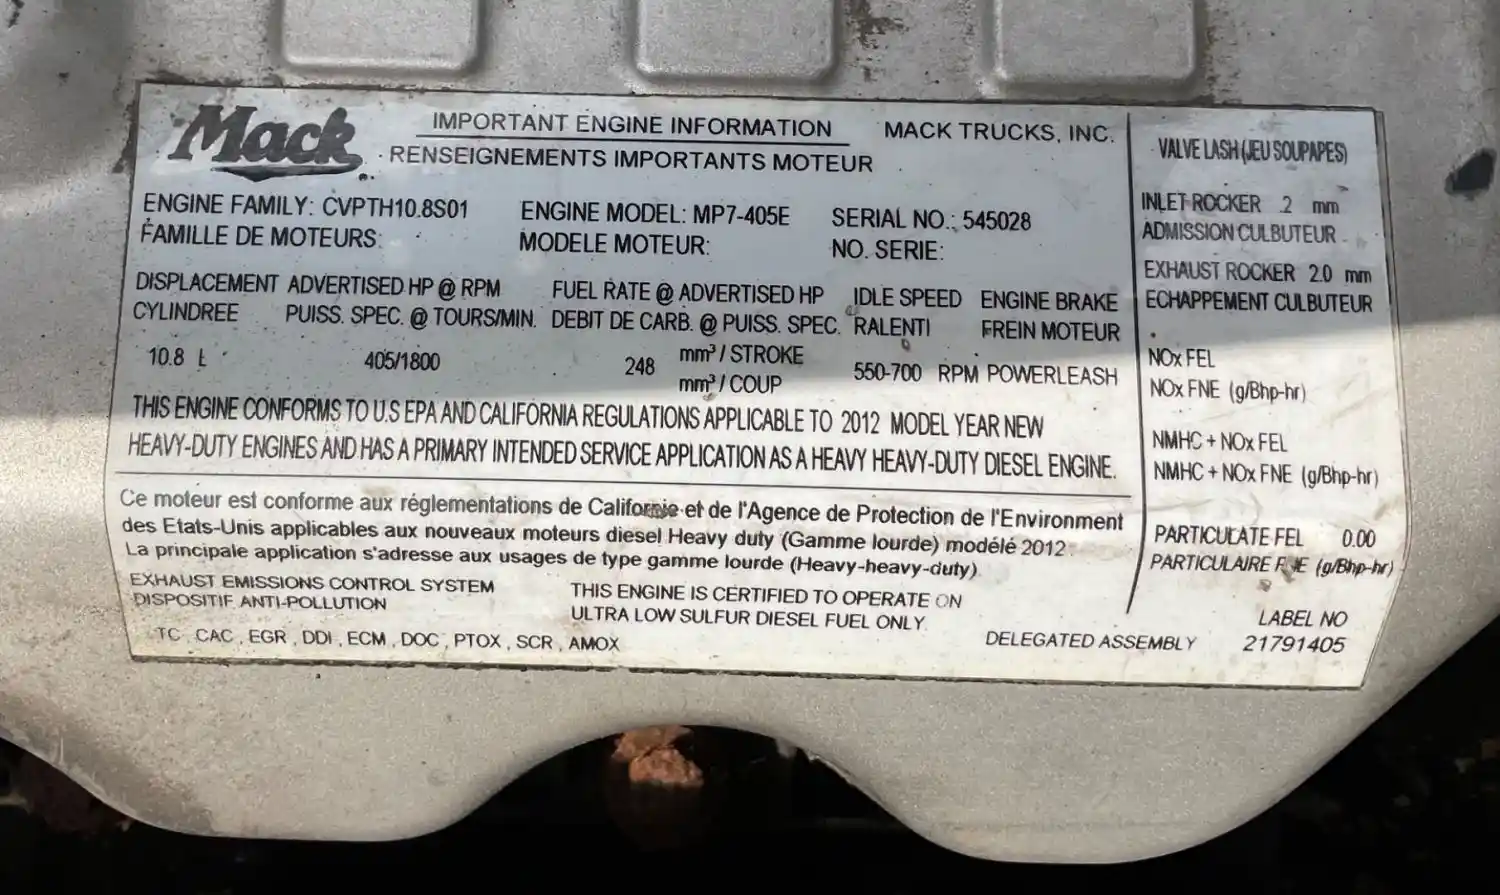 Mack
IMPORTANT ENGINE INFORMATION MACK TRUCKS, INC.
RENSEIGNEMENTS IMPORTANTS MOTEUR
ENGINE FAMILY: CVPTH10.8S01 ENGINE MODEL: MP7-405E SERIAL NO.: 545028
FAMILLE DE MOTEURS: MODELE MOTEUR: NO. SERIE:
DISPLACEMENT ADVERTISED HP @ RPM FUEL RATE @ ADVERTISED HP IDLE SPEED ENGINE BRAKE
CYLINDREE PUISS. SPEC. @ TOURS/MIN. DEBIT DE CARB. @ PUISS. SPEC. RALENTI FREIN MOTEUR
10.8 L 405/1800 248 mm³ / STROKE 550-700 RPM POWERLEASH
mm³ / COUP
THIS ENGINE CONFORMS TO U.S EPA AND CALIFORNIA REGULATIONS APPLICABLE TO 2012 MODEL YEAR NEW
HEAVY-DUTY ENGINES AND HAS A PRIMARY INTENDED SERVICE APPLICATION AS A HEAVY HEAVY-DUTY DIESEL ENGINE.
Ce moteur est conforme aux réglementations de Californie et de l'Agence de Protection de l'Environment
des Etats-Unis applicables aux nouveaux moteurs diesel Heavy duty (Gamme lourde) modélé 2012.
La principale application s'adresse aux usages de type gamme lourde (Heavy-heavy-duty).
EXHAUST EMISSIONS CONTROL SYSTEM
DISPOSITIF ANTI-POLLUTION
TC , CAC , EGR , DDI , ECM , DOC , PTOX , SCR , AMOX
THIS ENGINE IS CERTIFIED TO OPERATE ON
ULTRA LOW SULFUR DIESEL FUEL ONLY.
DELEGATED ASSEMBLY
VALVE LASH (JEU SOUPAPES)
INLET ROCKER .2 mm
ADMISSION CULBUTEUR
EXHAUST ROCKER 2.0 mm
ECHAPPEMENT CULBUTEUR
NOx FEL
NOx FNE (g/Bhp-hr)
NMHC + NOx FEL
NMHC + NOx FNE (g/Bhp-hr)
PARTICULATE FEL 0.00
PARTICULAIRE FNE (g/Bhp-hr)
LABEL NO
21791405